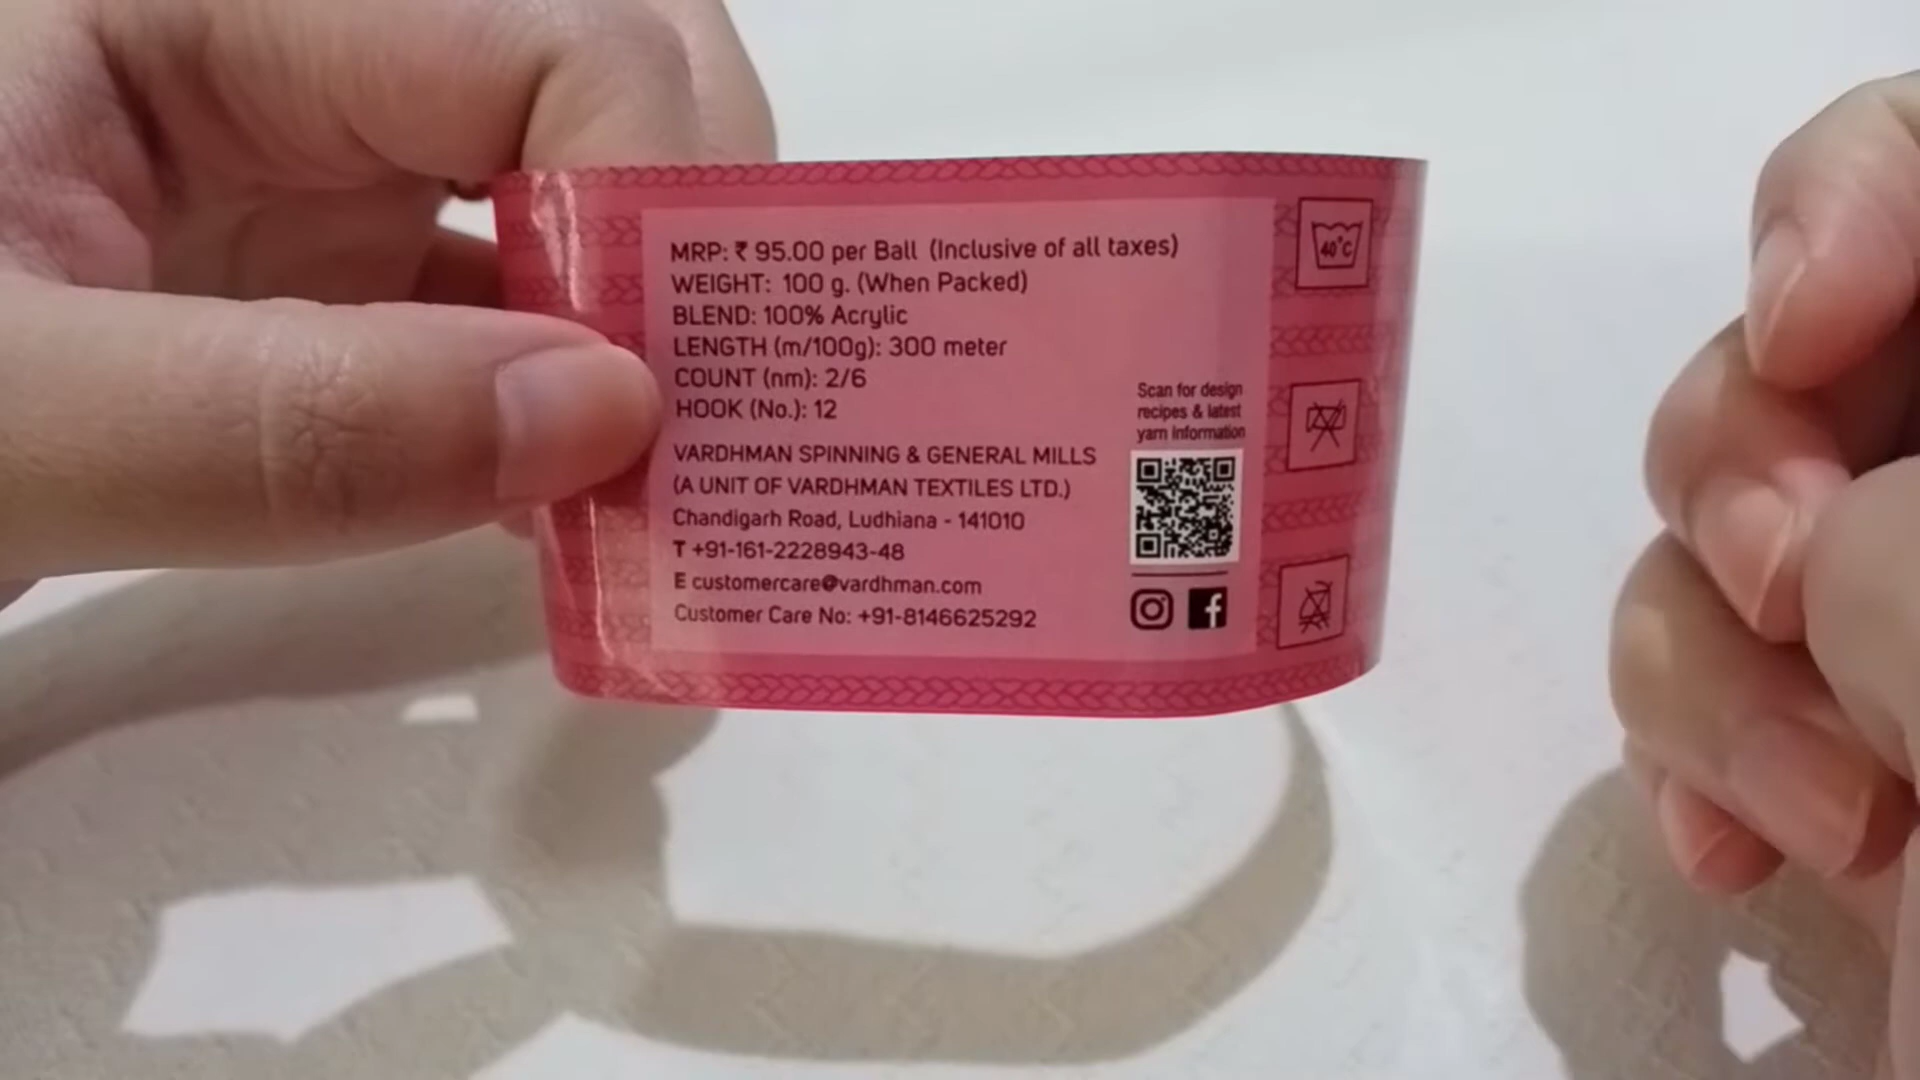 MRP: ₹ 95.00 per Ball (Inclusive of all taxes)
WEIGHT: 100 g. (When Packed)
BLEND: 100% Acrylic
LENGTH (m/100g): 300 meter
COUNT (nm): 2/6
HOOK (No.): 12
VARDHMAN SPINNING & GENERAL MILLS
(A UNIT OF VARDHMAN TEXTILES LTD.)
Chandigarh Road, Ludhiana - 141010
T +91-161-2228943-48
E customercare@vardhman.com
Customer Care No: +91-8146625292
Scan for design
recipes & latest
yarn information
40°C